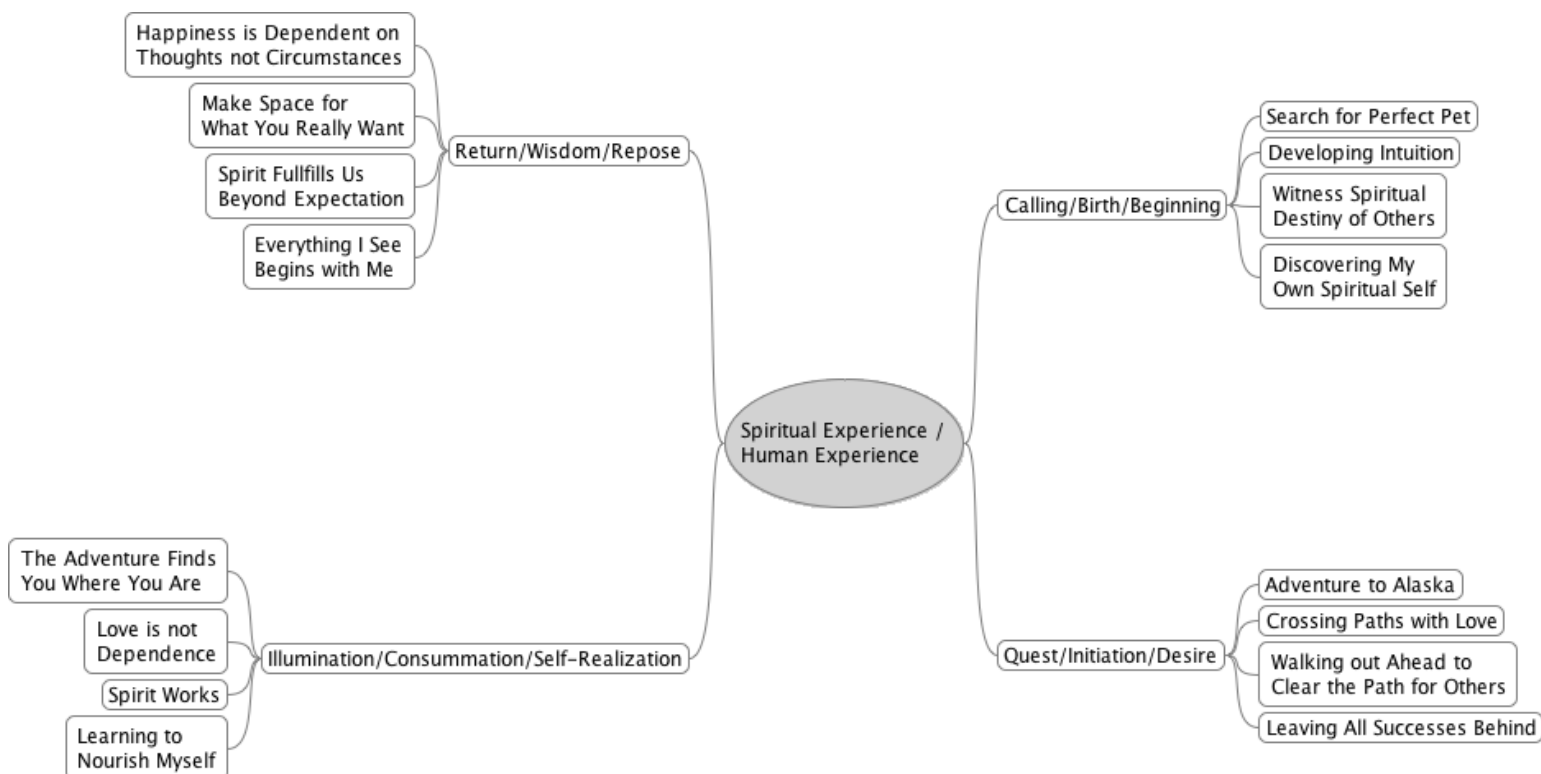 Happiness is Dependent on
Thoughts not Circumstances
Make Space for
What You Really Want
Spirit Fullfills Us
Beyond Expectation
Everything I See
Begins with Me
Return/Wisdom/Repose
Search for Perfect Pet
Developing Intuition
Witness Spiritual
Destiny of Others
Discovering My
Own Spiritual Self
Calling/Birth/Beginning
Spiritual Experience /
Human Experience
The Adventure Finds
You Where You Are
Love is not
Dependence
Spirit Works
Learning to
Nourish Myself
Illumination/Consummation/Self-Realization
Quest/Initiation/Desire
Adventure to Alaska
Crossing Paths with Love
Walking out Ahead to
Clear the Path for Others
Leaving All Successes Behind